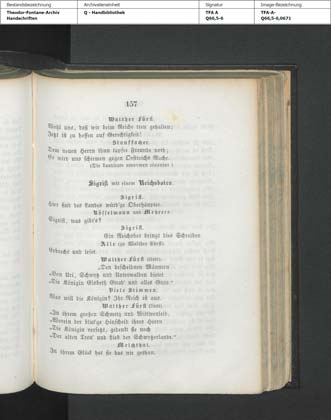 Bestandsbezeichnung
Archivalieneinheit
Signatur
Image-Bezeichnung
Theodor-Fontane-Archiv
Handschriften
Q - Handbibliothek
TFA A
Q66,5-6
TFA-A-
Q66,5-6,0671
157
Walther Fürst.
Wohl uns, daß wir beim Reiche treu gehalten;
Jetzt ist zu hoffen auf Gerechtigkeit!
Stauffacher.
Dem neuen Herrn thun tapfre Freunde noth;
Er wird uns schirmen gegen Oestreichs Rache.
(Die Landleute umarmen einander.)
Sigrist mit einem Reichsboten.
Sigrist.
Hier sind des Landes würd'ge Oberhäupter.
Rösselmann und Mehrere.
Sigrist, was gibt's?
Sigrist.
Ein Reichsbot bringt dies Schreiben.
Alle (zu Walther Fürst).
Erbrecht und leset.
Walther Fürst (liest).
„Den bescheidnen Männern
„Von Uri, Schwytz und Unterwalden bietet
„Die Königin Elsbeth Gnad' und alles Gute.“
Viele Stimmen.
Was will die Königin? Ihr Reich ist aus.
Walther Fürst (liest).
„In ihrem großen Schmerz und Wittwenleid,
„Worein der blut'ge Hinscheid ihres Herrn
„Die Königin versetzt, gedenkt sie noch
„Der alten Treu' und Lieb' der Schwyzerlande.“
Melchthal.
In ihrem Glück hat sie das nie gethan.